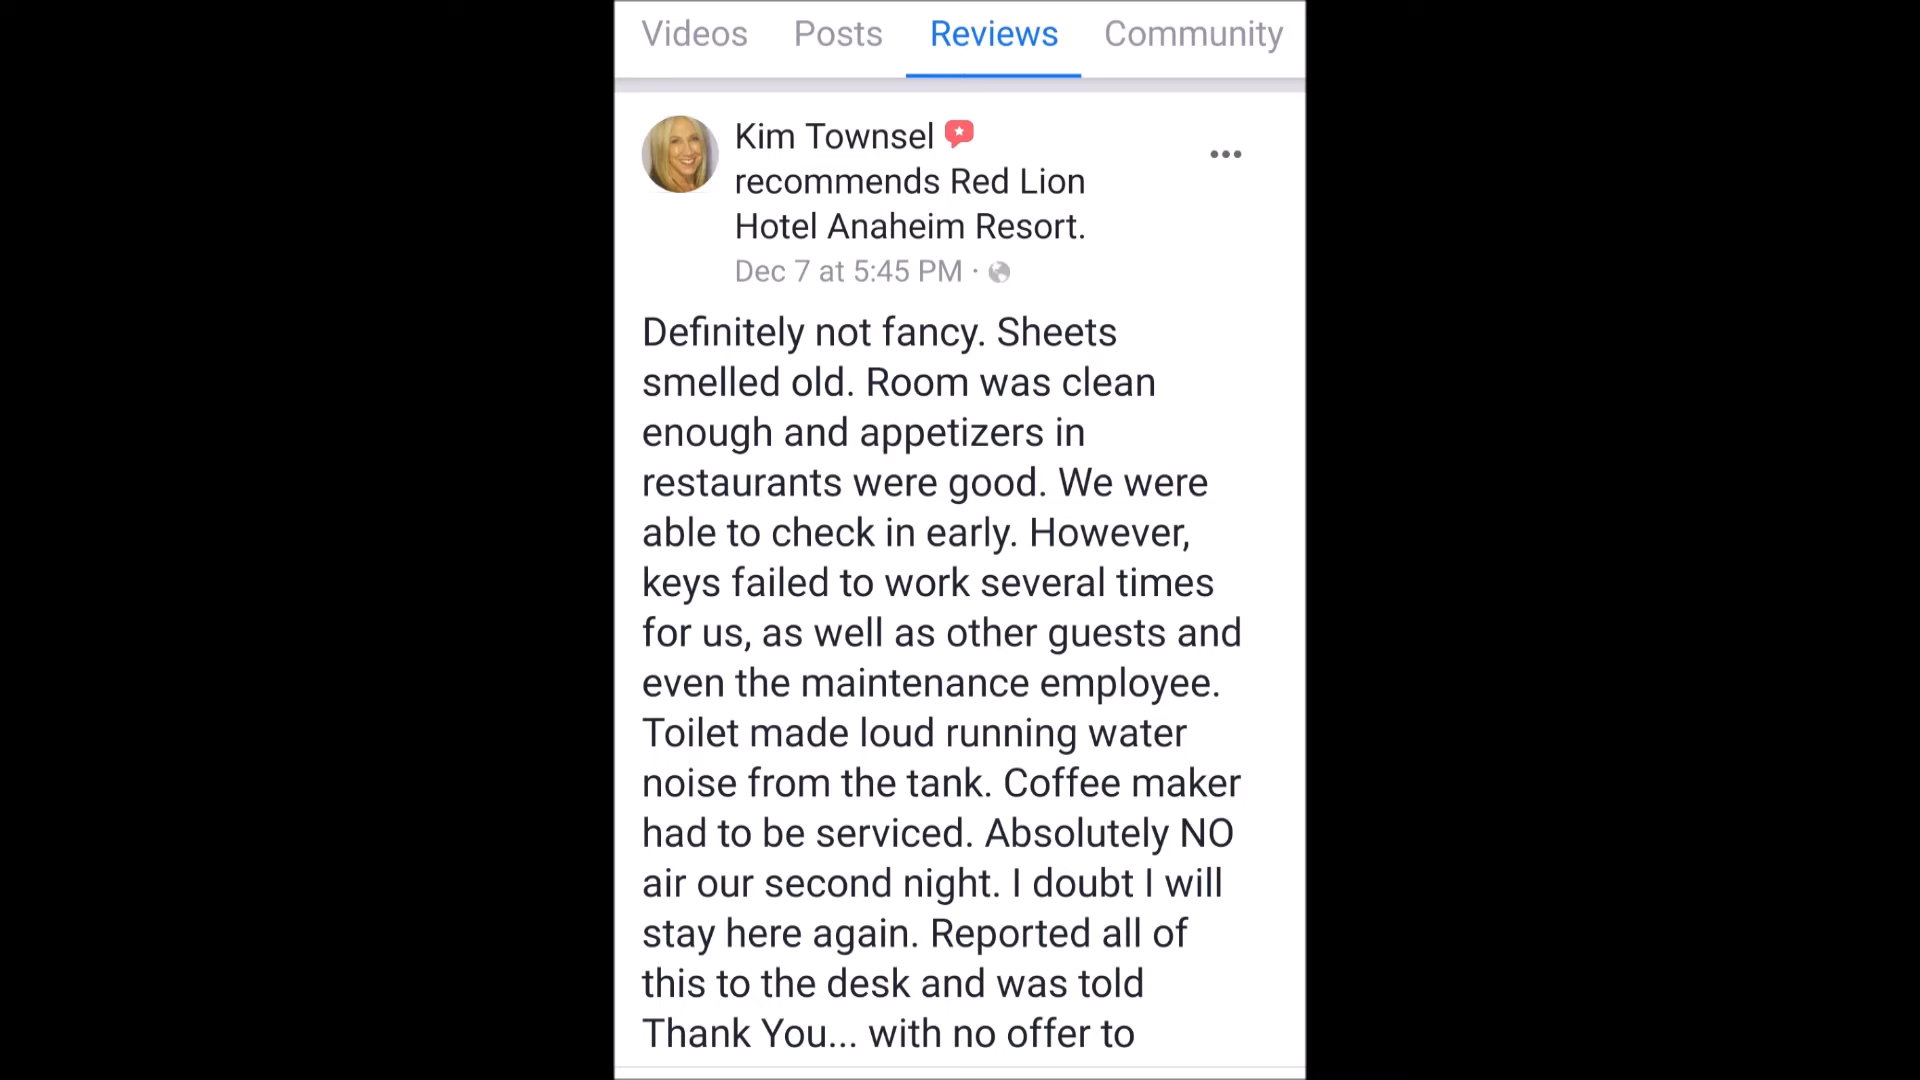 Videos Posts Reviews Community
Kim Townsel
recommends Red Lion
Hotel Anaheim Resort.
Dec 7 at 5:45 PM ·
Definitely not fancy. Sheets
smelled old. Room was clean
enough and appetizers in
restaurants were good. We were
able to check in early. However,
keys failed to work several times
for us, as well as other guests and
even the maintenance employee.
Toilet made loud running water
noise from the tank. Coffee maker
had to be serviced. Absolutely NO
air our second night. I doubt I will
stay here again. Reported all of
this to the desk and was told
Thank You... with no offer to